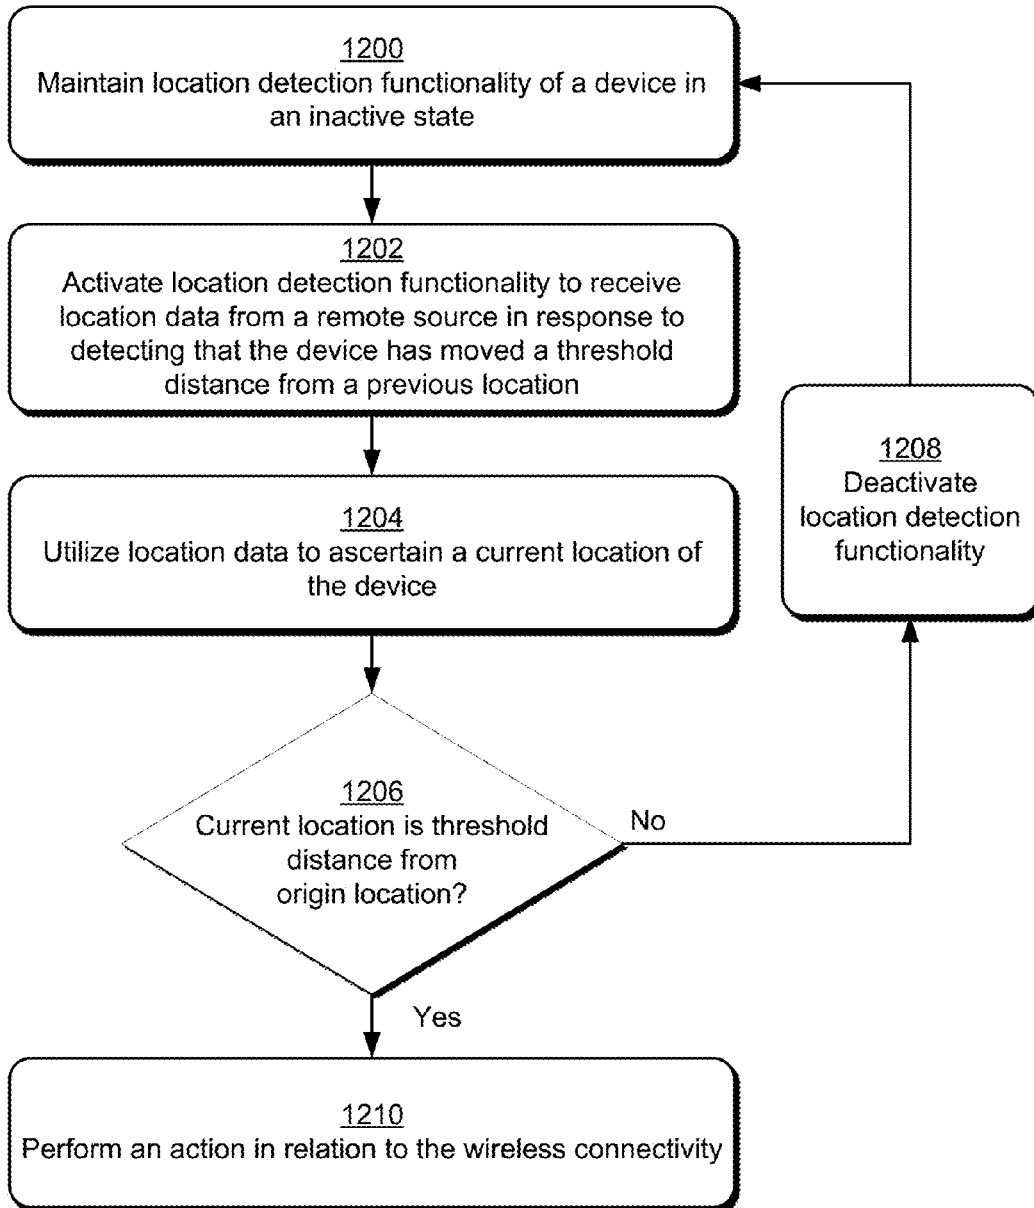 1200
Maintain location detection functionality of a device in
an inactive state
1202
Activate location detection functionality to receive
location data from a remote source in response to
detecting that the device has moved a threshold
distance from a previous location
1204
Utilize location data to ascertain a current location of
the device
1206
Current location is threshold
distance from
origin location?
No
1208
Deactivate
location detection
functionality
Yes
1210
Perform an action in relation to the wireless connectivity